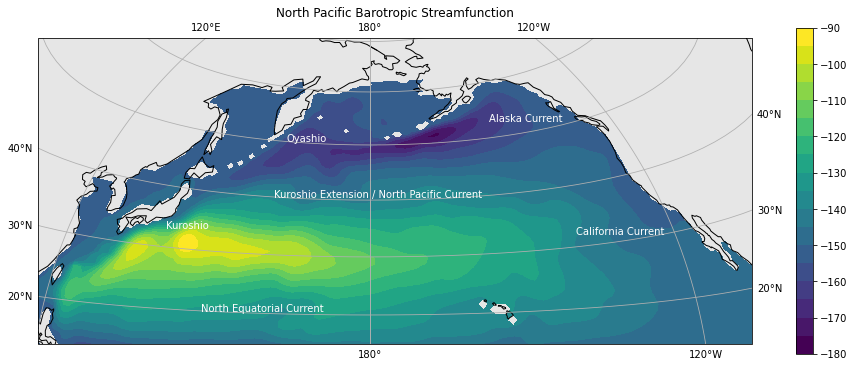 North Pacific Barotropic Streamfunction
120°E 180° 120°W
−90
−100
40°N
−110
Alaska Current
Oyashio
40°N
−120
Kuroshio Extension / North Pacific Current
−130
30°N
30°N
Kuroshio
California Current
−140
−150
20°N
20°N
North Equatorial Current
−160
−170
−180
180° 120°W